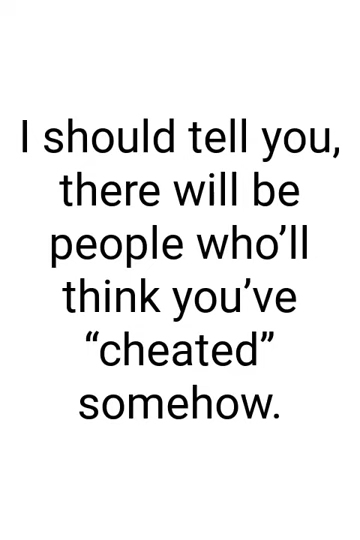 I should tell you,
there will be
people who’ll
think you’ve
“cheated”
somehow.